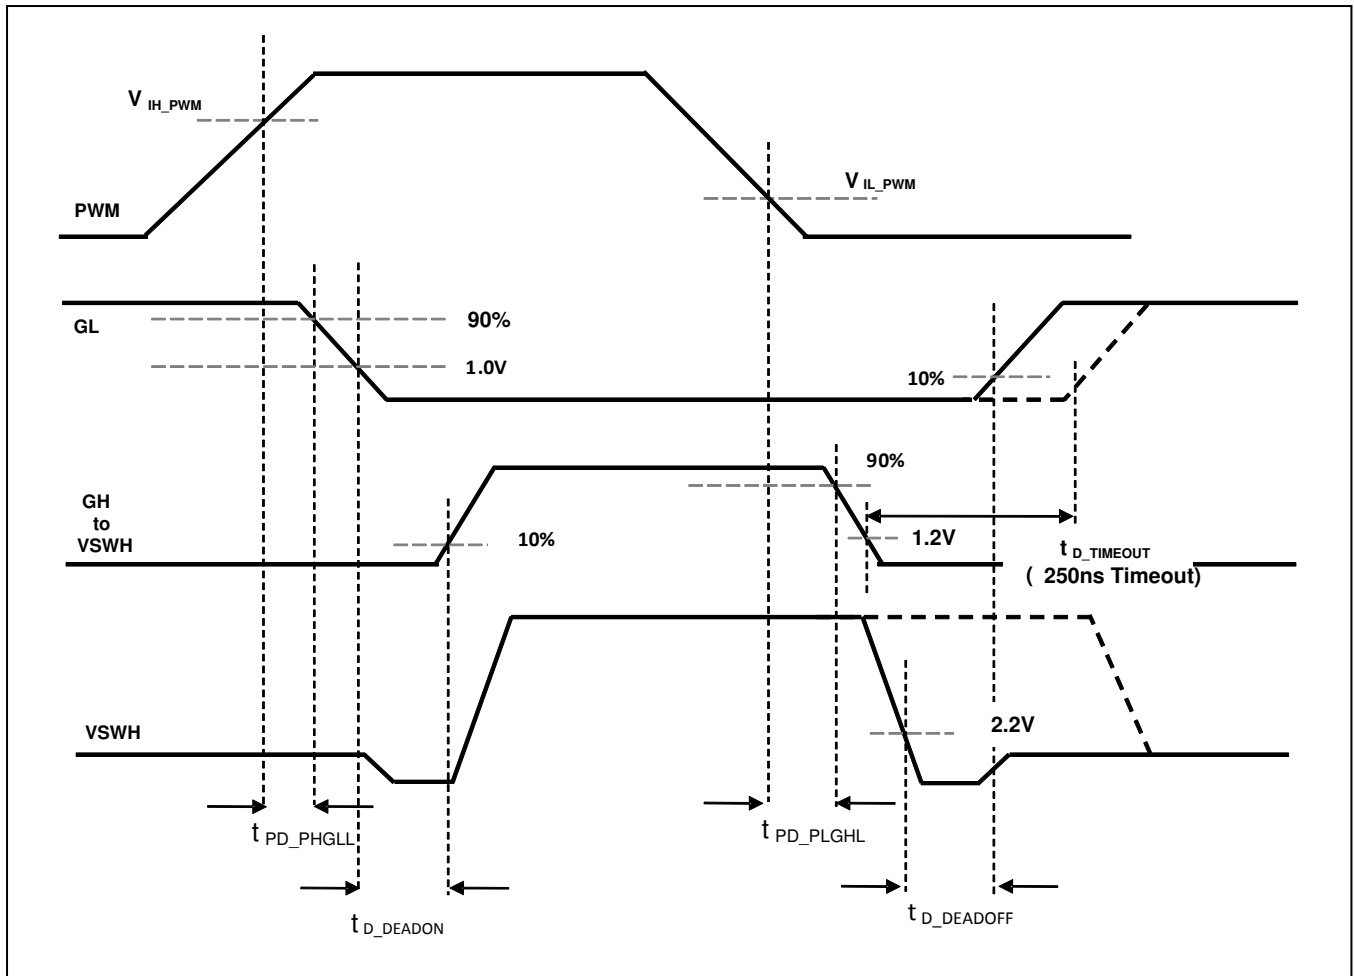 V IH_PWM
V IL_PWM
PWM
GL
90%
1.0V
10%
90%
GH
to
VSWH
10%
1.2V
t D_TIMEOUT
( 250ns Timeout)
VSWH
2.2V
t PD_PHGLL
t PD_PLGHL
t D_DEADON
t D_DEADOFF